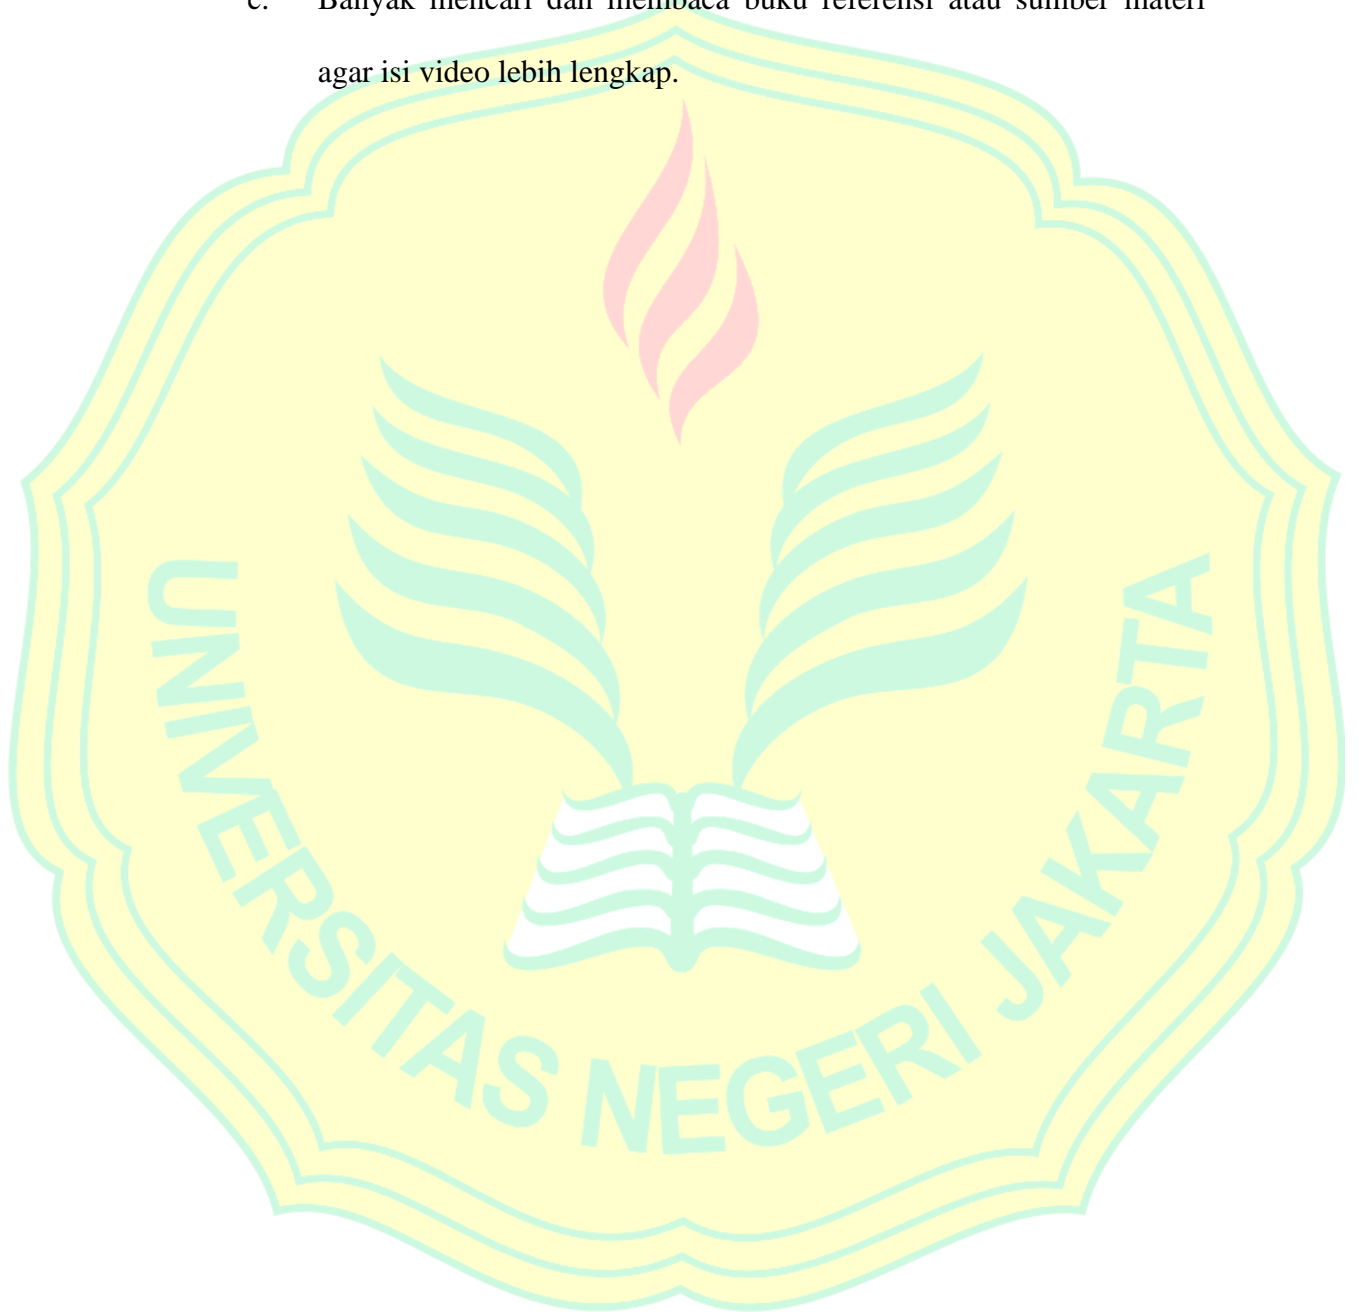 c. Banyak mencari dan membaca buku referensi atau sumber materi
agar isi video lebih lengkap.
UNIVERSITAS NEGERI JAKARTA